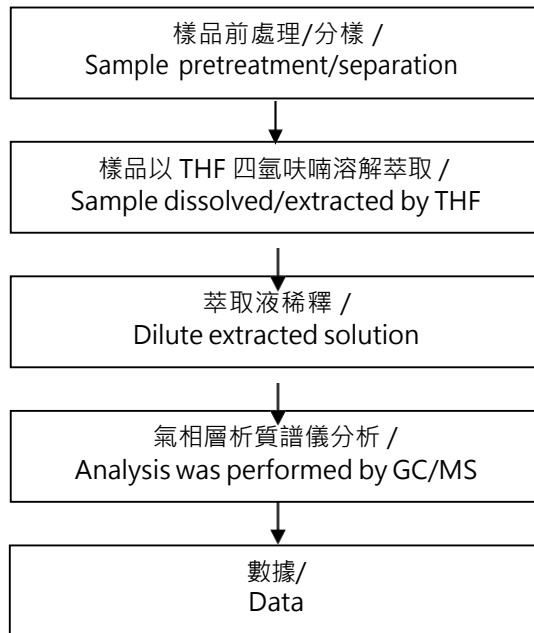 樣品前處理/分樣 /
Sample pretreatment/separation
樣品以 THF 四氫呋喃溶解萃取 /
Sample dissolved/extracted by THF
萃取液稀釋 /
Dilute extracted solution
氣相層析質譜儀分析 /
Analysis was performed by GC/MS
數據/
Data